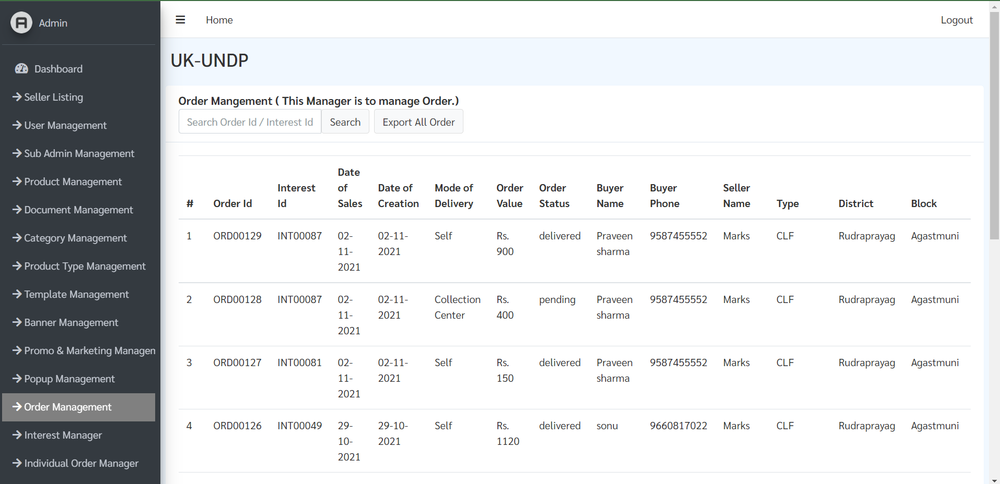 Admin
Dashboard
Seller Listing
User Management
Sub Admin Management
Product Management
Document Management
Category Management
Product Type Management
Template Management
Banner Management
Promo & Marketing Managen
Popup Management
Order Management
Interest Manager
Individual Order Manager
Home
Logout
UK-UNDP
Order Mangement ( This Manager is to manage Order.)
Search Order Id / Interest Id Search Export All Order
# Order Id Interest Id Date of Sales Date of Creation Mode of Delivery Order Value Order Status Buyer Name Buyer Phone Seller Name Type District Block
1 ORD00129 INT00087 02-11-2021 02-11-2021 Self Rs. 900 delivered Praveen sharma 9587455552 Marks CLF Rudraprayag Agastmuni
2 ORD00128 INT00087 02-11-2021 02-11-2021 Collection Center Rs. 400 pending Praveen sharma 9587455552 Marks CLF Rudraprayag Agastmuni
3 ORD00127 INT00081 02-11-2021 02-11-2021 Self Rs. 150 delivered Praveen sharma 9587455552 Marks CLF Rudraprayag Agastmuni
4 ORD00126 INT00049 29-10-2021 29-10-2021 Self Rs. 1120 delivered sonu 9660817022 Marks CLF Rudraprayag Agastmuni